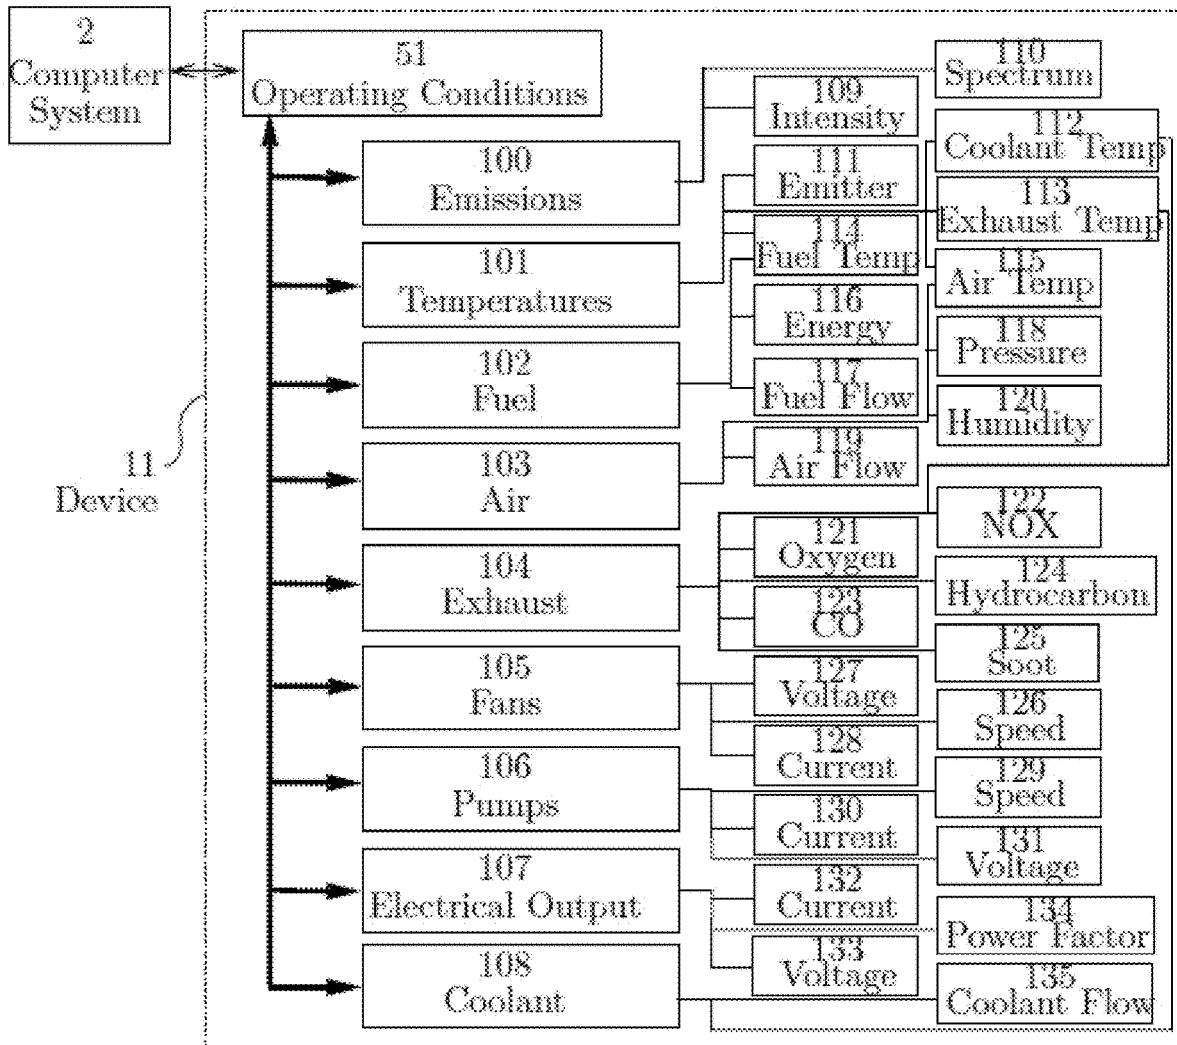 2
Computer
System
51
Operating Conditions
11
Device
100
Emissions
101
Temperatures
102
Fuel
103
Air
104
Exhaust
105
Fans
106
Pumps
107
Electrical Output
108
Coolant
109
Intensity
110
Spectrum
111
Emitter
112
Coolant Temp
113
Exhaust Temp
114
Fuel Temp
115
Air Temp
116
Energy
117
Fuel Flow
118
Pressure
119
Air Flow
120
Humidity
121
Oxygen
122
NOX
123
CO
124
Hydrocarbon
125
Soot
126
Speed
127
Voltage
128
Current
129
Speed
130
Current
131
Voltage
132
Current
133
Voltage
134
Power Factor
135
Coolant Flow